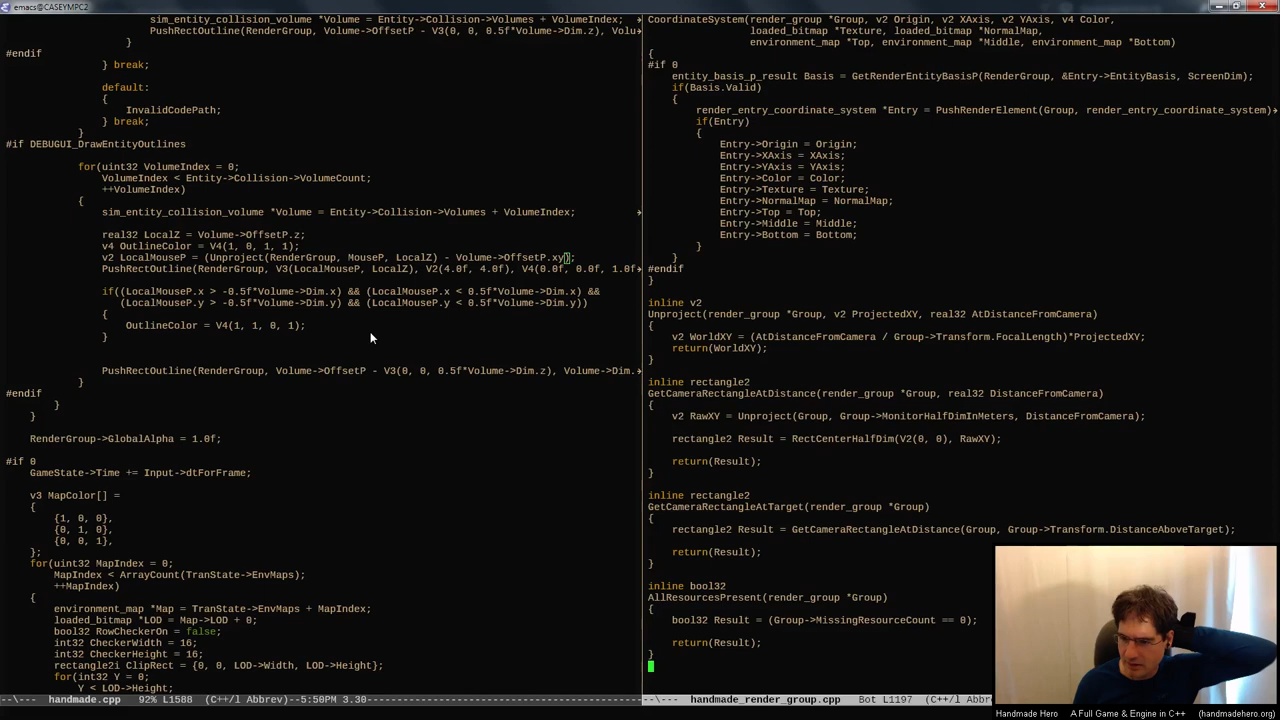 emacs@CASEYMPC2
sim_entity_collision_volume *Volume = Entity->Collision->Volumes + VolumeIndex;
PushRectOutline(RenderGroup, Volume->OffsetP - V3(0, 0, 0.5f*Volume->Dim.z), Volu
}
#endif
} break;
default:
{
InvalidCodePath;
} break;
}
#if DEBUGUI_DrawEntityOutlines
for(uint32 VolumeIndex = 0;
VolumeIndex < Entity->Collision->VolumeCount;
++VolumeIndex)
{
sim_entity_collision_volume *Volume = Entity->Collision->Volumes + VolumeIndex;
real32 LocalZ = Volume->OffsetP.z;
v4 OutlineColor = V4(1, 0, 1, 1);
v2 LocalMouseP = (Unproject(RenderGroup, MouseP, LocalZ) - Volume->OffsetP.xy);
PushRectOutline(RenderGroup, V3(LocalMouseP, LocalZ), V2(4.0f, 4.0f), V4(0.0f, 0.0f, 1.0f
if((LocalMouseP.x > -0.5f*Volume->Dim.x) && (LocalMouseP.x < 0.5f*Volume->Dim.x) &&
(LocalMouseP.y > -0.5f*Volume->Dim.y) && (LocalMouseP.y < 0.5f*Volume->Dim.y))
{
OutlineColor = V4(1, 1, 0, 1);
}
PushRectOutline(RenderGroup, Volume->OffsetP - V3(0, 0, 0.5f*Volume->Dim.z), Volume->Dim.
}
#endif
}
}
RenderGroup->GlobalAlpha = 1.0f;
#if 0
GameState->Time += Input->dtForFrame;
v3 MapColor[] =
{
{1, 0, 0},
{0, 1, 0},
{0, 0, 1},
};
for(uint32 MapIndex = 0;
MapIndex < ArrayCount(TranState->EnvMaps);
++MapIndex)
{
environment_map *Map = TranState->EnvMaps + MapIndex;
loaded_bitmap *LOD = Map->LOD + 0;
bool32 RowCheckerOn = false;
int32 CheckerWidth = 16;
int32 CheckerHeight = 16;
rectangle2i ClipRect = {0, 0, LOD->Width, LOD->Height};
for(int32 Y = 0;
Y < LOD->Height;
--\--- handmade.cpp 92% L1588 (C++/l Abbrev)--5:50PM 3.30
CoordinateSystem(render_group *Group, v2 Origin, v2 XAxis, v2 YAxis, v4 Color,
loaded_bitmap *Texture, loaded_bitmap *NormalMap,
environment_map *Top, environment_map *Middle, environment_map *Bottom)
{
#if 0
entity_basis_p_result Basis = GetRenderEntityBasisP(RenderGroup, &Entry->EntityBasis, ScreenDim);
if(Basis.Valid)
{
render_entry_coordinate_system *Entry = PushRenderElement(Group, render_entry_coordinate_system)
if(Entry)
{
Entry->Origin = Origin;
Entry->XAxis = XAxis;
Entry->YAxis = YAxis;
Entry->Color = Color;
Entry->Texture = Texture;
Entry->NormalMap = NormalMap;
Entry->Top = Top;
Entry->Middle = Middle;
Entry->Bottom = Bottom;
}
}
#endif
}
inline v2
Unproject(render_group *Group, v2 ProjectedXY, real32 AtDistanceFromCamera)
{
v2 WorldXY = (AtDistanceFromCamera / Group->Transform.FocalLength)*ProjectedXY;
return(WorldXY);
}
inline rectangle2
GetCameraRectangleAtDistance(render_group *Group, real32 DistanceFromCamera)
{
v2 RawXY = Unproject(Group, Group->MonitorHalfDimInMeters, DistanceFromCamera);
rectangle2 Result = RectCenterHalfDim(V2(0, 0), RawXY);
return(Result);
}
inline rectangle2
GetCameraRectangleAtTarget(render_group *Group)
{
rectangle2 Result = GetCameraRectangleAtDistance(Group, Group->Transform.DistanceAboveTarget);
return(Result);
}
inline bool32
AllResourcesPresent(render_group *Group)
{
bool32 Result = (Group->MissingResourceCount == 0);
return(Result);
}
--\--- handmade_render_group.cpp Bot L1197 (C++/l Abbrev
Handmade Hero A Full Game & Engine in C++ (handmadehero.org)